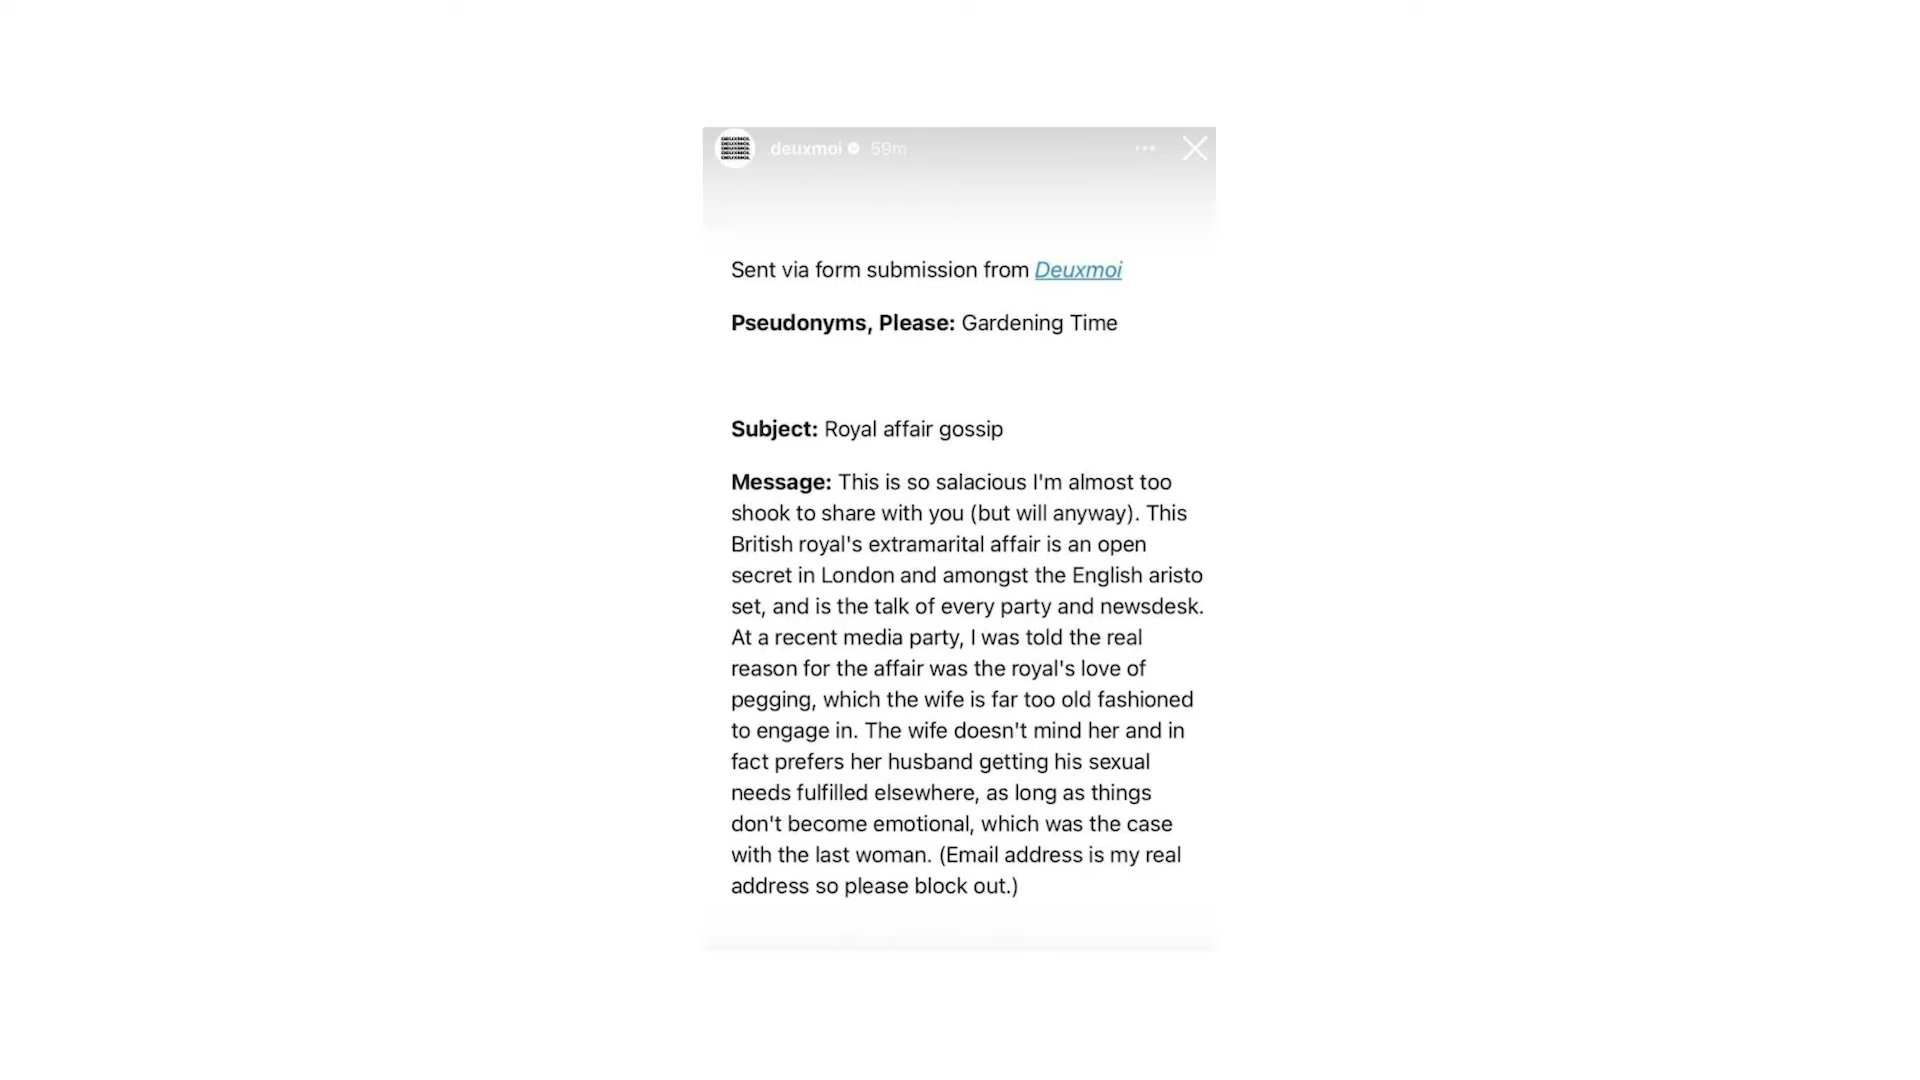 deuxmoi 59m
Sent via form submission from Deuxmoi
Pseudonyms, Please: Gardening Time
Subject: Royal affair gossip
Message: This is so salacious I'm almost too
shook to share with you (but will anyway). This
British royal's extramarital affair is an open
secret in London and amongst the English aristo
set, and is the talk of every party and newsdesk.
At a recent media party, I was told the real
reason for the affair was the royal's love of
pegging, which the wife is far too old fashioned
to engage in. The wife doesn't mind her and in
fact prefers her husband getting his sexual
needs fulfilled elsewhere, as long as things
don't become emotional, which was the case
with the last woman. (Email address is my real
address so please block out.)